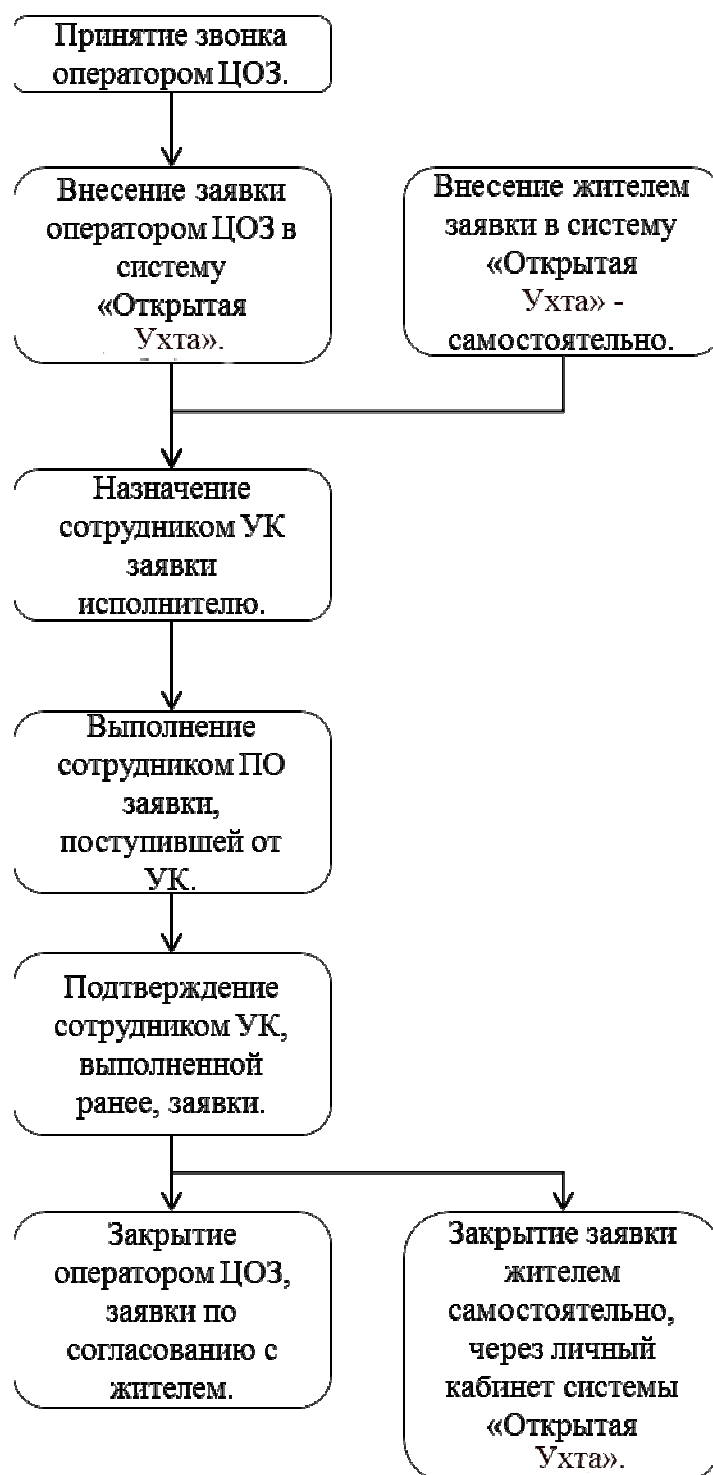 Принятие звонка
оператором ЦОЗ.
Внесение заявки
оператором ЦОЗ в
систему
«Открытая
Ухта».
Внесение жителем
заявки в систему
«Открытая
Ухта» -
самостоятельно.
Назначение
сотрудником УК
заявки
исполнителю.
Выполнение
сотрудником ПО
заявки,
поступившей от
УК.
Подтверждение
сотрудником УК,
выполненной
ранее, заявки.
Закрытие
оператором ЦОЗ,
заявки по
согласованию с
жителем.
Закрытие заявки
жителем
самостоятельно,
через личный
кабинет системы
«Открытая
Ухта».